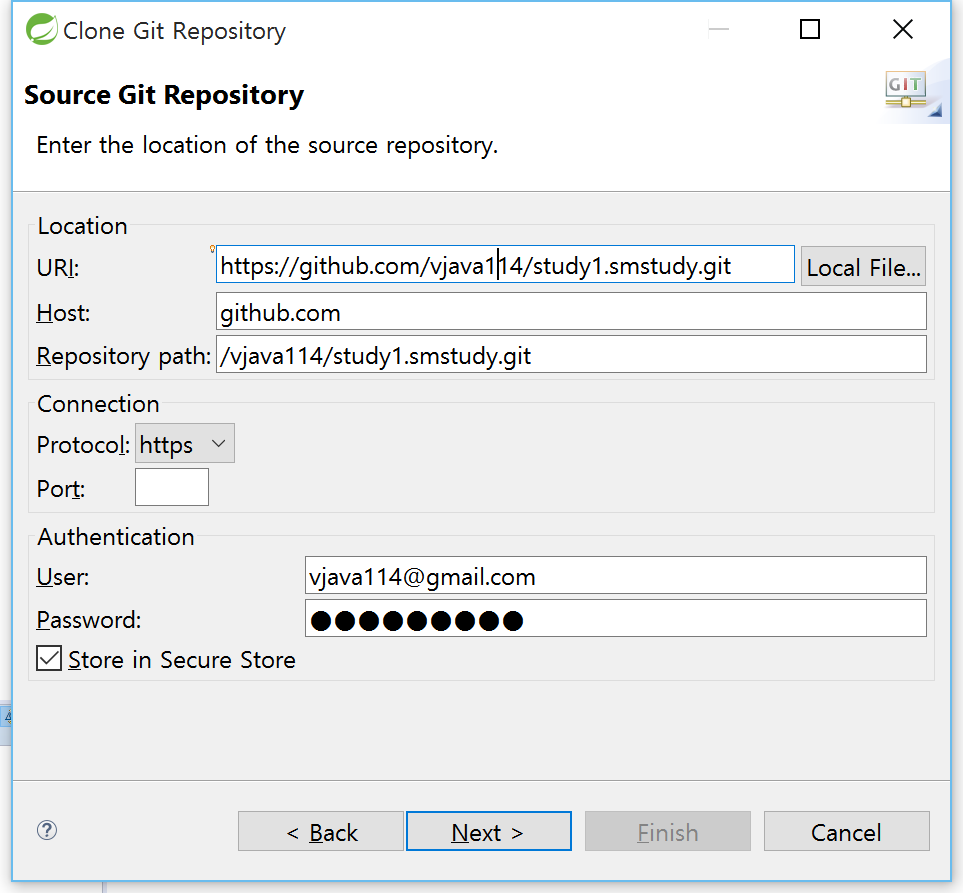 Clone Git Repository
Source Git Repository
GIT
Enter the location of the source repository.
Location
URI: https://github.com/vjava114/study1.smstudy.git Local File...
Host: github.com
Repository path: /vjava114/study1.smstudy.git
Connection
Protocol: https
Port:
Authentication
User: vjava114@gmail.com
Password: ●●●●●●●●●
Store in Secure Store
4
? < Back Next > Finish Cancel